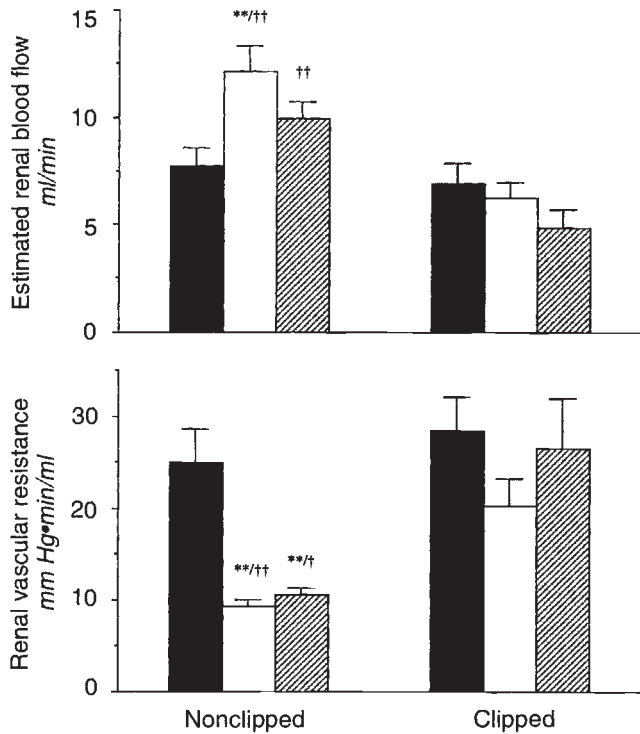 Estimated renal blood flow
ml/min
15
10
5
0
**/††
††
Renal vascular resistance
mm Hg•min/ml
30
20
10
0
**/††
**/†
Nonclipped
Clipped